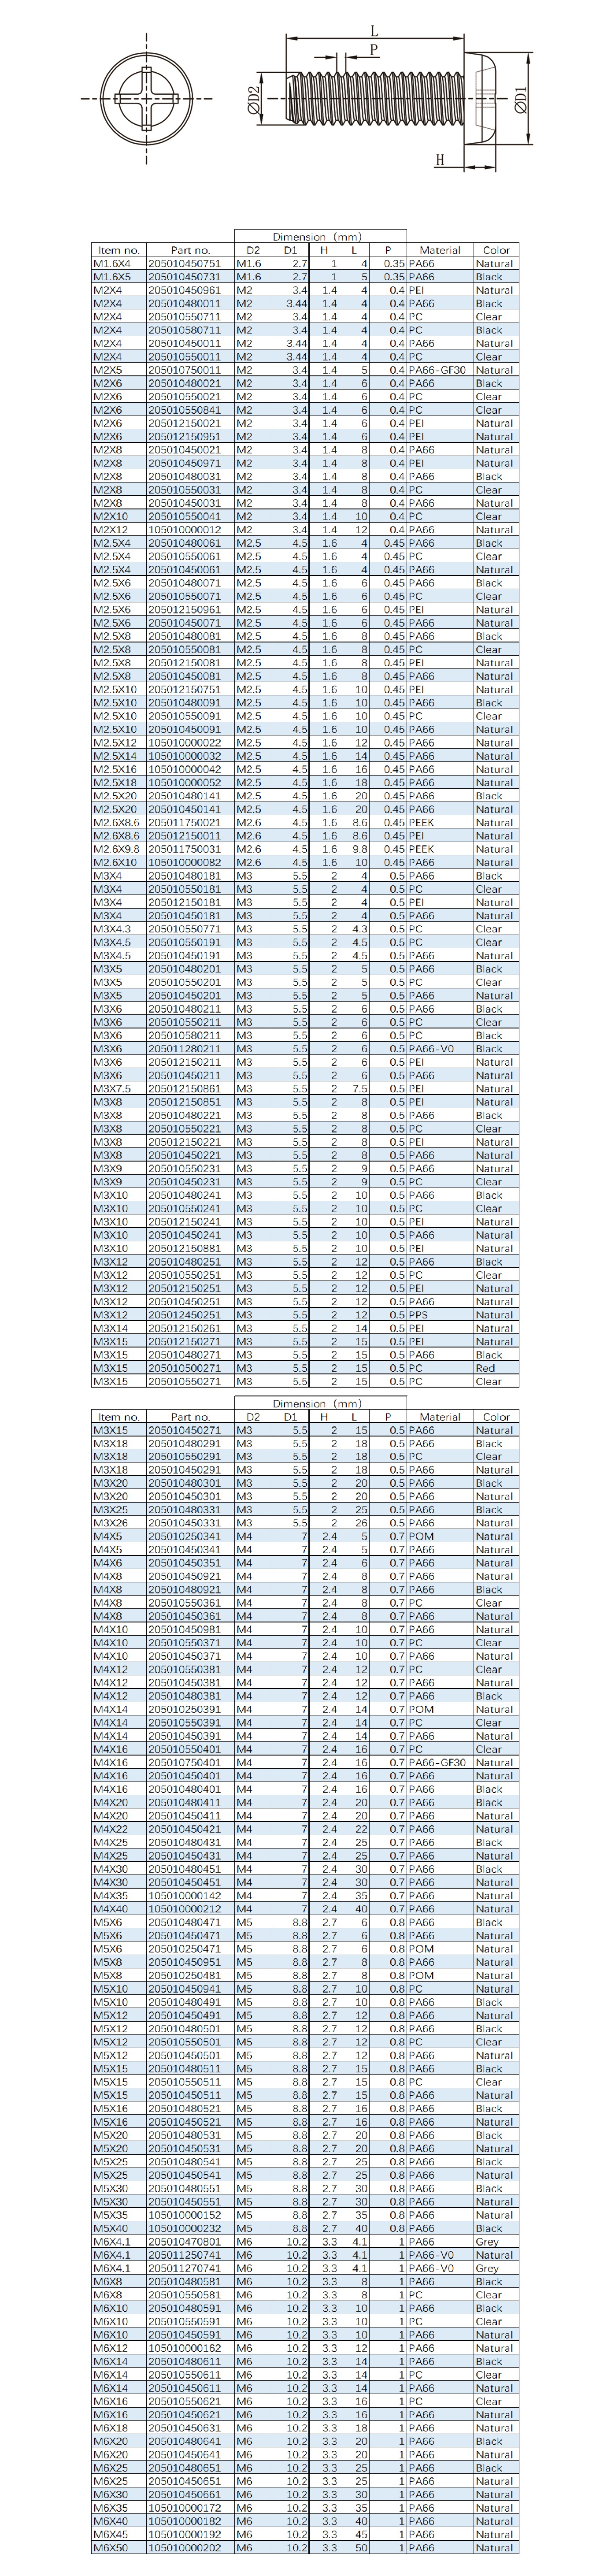 L
P
ØD2
ØD1
H
Dimension (mm)
Item no. Part no. D2 D1 H L P Material Color
M1.6X4 205010450751 M1.6 2.7 1 4 0.35 PA66 Natural
M1.6X5 205010450731 M1.6 2.7 1 5 0.35 PA66 Black
M2X4 205010450961 M2 3.4 1.4 4 0.4 PEI Natural
M2X4 205010480011 M2 3.44 1.4 4 0.4 PA66 Black
M2X4 205010550711 M2 3.4 1.4 4 0.4 PC Clear
M2X4 205010580711 M2 3.4 1.4 4 0.4 PC Black
M2X4 205010450011 M2 3.44 1.4 4 0.4 PA66 Natural
M2X4 205010550011 M2 3.44 1.4 4 0.4 PC Clear
M2X5 205010750011 M2 3.4 1.4 5 0.4 PA66-GF30 Natural
M2X6 205010480021 M2 3.4 1.4 6 0.4 PA66 Black
M2X6 205010550021 M2 3.4 1.4 6 0.4 PC Clear
M2X6 205010550841 M2 3.4 1.4 6 0.4 PC Clear
M2X6 205012150021 M2 3.4 1.4 6 0.4 PEI Natural
M2X6 205012150951 M2 3.4 1.4 6 0.4 PEI Natural
M2X8 205010450021 M2 3.4 1.4 8 0.4 PA66 Natural
M2X8 205010450971 M2 3.4 1.4 8 0.4 PEI Natural
M2X8 205010480031 M2 3.4 1.4 8 0.4 PA66 Black
M2X8 205010550031 M2 3.4 1.4 8 0.4 PC Clear
M2X8 205010450031 M2 3.4 1.4 8 0.4 PA66 Natural
M2X10 205010550041 M2 3.4 1.4 10 0.4 PC Clear
M2X12 105010000012 M2 3.4 1.4 12 0.4 PA66 Natural
M2.5X4 205010480061 M2.5 4.5 1.6 4 0.45 PA66 Black
M2.5X4 205010550061 M2.5 4.5 1.6 4 0.45 PC Clear
M2.5X4 205010450061 M2.5 4.5 1.6 4 0.45 PA66 Natural
M2.5X6 205010480071 M2.5 4.5 1.6 6 0.45 PA66 Black
M2.5X6 205010550071 M2.5 4.5 1.6 6 0.45 PC Clear
M2.5X6 205012150961 M2.5 4.5 1.6 6 0.45 PEI Natural
M2.5X6 205010450071 M2.5 4.5 1.6 6 0.45 PA66 Natural
M2.5X8 205010480081 M2.5 4.5 1.6 8 0.45 PA66 Black
M2.5X8 205010550081 M2.5 4.5 1.6 8 0.45 PC Clear
M2.5X8 205012150081 M2.5 4.5 1.6 8 0.45 PEI Natural
M2.5X8 205010450081 M2.5 4.5 1.6 8 0.45 PA66 Natural
M2.5X10 205012150751 M2.5 4.5 1.6 10 0.45 PEI Natural
M2.5X10 205010480091 M2.5 4.5 1.6 10 0.45 PA66 Black
M2.5X10 205010550091 M2.5 4.5 1.6 10 0.45 PC Clear
M2.5X10 205010450091 M2.5 4.5 1.6 10 0.45 PA66 Natural
M2.5X12 105010000022 M2.5 4.5 1.6 12 0.45 PA66 Natural
M2.5X14 105010000032 M2.5 4.5 1.6 14 0.45 PA66 Natural
M2.5X16 105010000042 M2.5 4.5 1.6 16 0.45 PA66 Natural
M2.5X18 105010000052 M2.5 4.5 1.6 18 0.45 PA66 Natural
M2.5X20 205010480141 M2.5 4.5 1.6 20 0.45 PA66 Black
M2.5X20 205010450141 M2.5 4.5 1.6 20 0.45 PA66 Natural
M2.6X8.6 205011750021 M2.6 4.5 1.6 8.6 0.45 PEEK Natural
M2.6X8.6 205012150011 M2.6 4.5 1.6 8.6 0.45 PEI Natural
M2.6X9.8 205011750031 M2.6 4.5 1.6 9.8 0.45 PEEK Natural
M2.6X10 105010000082 M2.6 4.5 1.6 10 0.45 PA66 Natural
M3X4 205010480181 M3 5.5 2 4 0.5 PA66 Black
M3X4 205010550181 M3 5.5 2 4 0.5 PC Clear
M3X4 205012150181 M3 5.5 2 4 0.5 PEI Natural
M3X4 205010450181 M3 5.5 2 4 0.5 PA66 Natural
M3X4.3 205010550771 M3 5.5 2 4.3 0.5 PC Clear
M3X4.5 205010550191 M3 5.5 2 4.5 0.5 PC Clear
M3X4.5 205010450191 M3 5.5 2 4.5 0.5 PA66 Natural
M3X5 205010480201 M3 5.5 2 5 0.5 PA66 Black
M3X5 205010550201 M3 5.5 2 5 0.5 PC Clear
M3X5 205010450201 M3 5.5 2 5 0.5 PA66 Natural
M3X6 205010480211 M3 5.5 2 6 0.5 PA66 Black
M3X6 205010550211 M3 5.5 2 6 0.5 PC Clear
M3X6 205010580211 M3 5.5 2 6 0.5 PC Black
M3X6 205011280211 M3 5.5 2 6 0.5 PA66-V0 Black
M3X6 205012150211 M3 5.5 2 6 0.5 PEI Natural
M3X6 205010450211 M3 5.5 2 6 0.5 PA66 Natural
M3X7.5 205012150861 M3 5.5 2 7.5 0.5 PEI Natural
M3X8 205012150851 M3 5.5 2 8 0.5 PEI Natural
M3X8 205010480221 M3 5.5 2 8 0.5 PA66 Black
M3X8 205010550221 M3 5.5 2 8 0.5 PC Clear
M3X8 205012150221 M3 5.5 2 8 0.5 PEI Natural
M3X8 205010450221 M3 5.5 2 8 0.5 PA66 Natural
M3X9 205010550231 M3 5.5 2 9 0.5 PA66 Natural
M3X9 205010450231 M3 5.5 2 9 0.5 PC Clear
M3X10 205010480241 M3 5.5 2 10 0.5 PA66 Black
M3X10 205010550241 M3 5.5 2 10 0.5 PC Clear
M3X10 205012150241 M3 5.5 2 10 0.5 PEI Natural
M3X10 205010450241 M3 5.5 2 10 0.5 PA66 Natural
M3X10 205012150881 M3 5.5 2 10 0.5 PEI Natural
M3X12 205010480251 M3 5.5 2 12 0.5 PA66 Black
M3X12 205010550251 M3 5.5 2 12 0.5 PC Clear
M3X12 205012150251 M3 5.5 2 12 0.5 PEI Natural
M3X12 205010450251 M3 5.5 2 12 0.5 PA66 Natural
M3X12 205012450251 M3 5.5 2 12 0.5 PPS Natural
M3X14 205012150261 M3 5.5 2 14 0.5 PEI Natural
M3X15 205012150271 M3 5.5 2 15 0.5 PEI Natural
M3X15 205010480271 M3 5.5 2 15 0.5 PA66 Black
M3X15 205010500271 M3 5.5 2 15 0.5 PC Red
M3X15 205010550271 M3 5.5 2 15 0.5 PC Clear
Dimension (mm)
Item no. Part no. D2 D1 H L P Material Color
M3X15 205010450271 M3 5.5 2 15 0.5 PA66 Natural
M3X18 205010480291 M3 5.5 2 18 0.5 PA66 Black
M3X18 205010550291 M3 5.5 2 18 0.5 PC Clear
M3X18 205010450291 M3 5.5 2 18 0.5 PA66 Natural
M3X20 205010480301 M3 5.5 2 20 0.5 PA66 Black
M3X20 205010450301 M3 5.5 2 20 0.5 PA66 Natural
M3X25 205010480331 M3 5.5 2 25 0.5 PA66 Black
M3X26 205010450331 M3 5.5 2 26 0.5 PA66 Natural
M4X5 205010250341 M4 7 2.4 5 0.7 POM Natural
M4X5 205010450341 M4 7 2.4 5 0.7 PA66 Natural
M4X6 205010450351 M4 7 2.4 6 0.7 PA66 Natural
M4X8 205010450921 M4 7 2.4 8 0.7 PA66 Natural
M4X8 205010480921 M4 7 2.4 8 0.7 PA66 Black
M4X8 205010550361 M4 7 2.4 8 0.7 PC Clear
M4X8 205010450361 M4 7 2.4 8 0.7 PA66 Natural
M4X10 205010450981 M4 7 2.4 10 0.7 PA66 Natural
M4X10 205010550371 M4 7 2.4 10 0.7 PC Clear
M4X10 205010450371 M4 7 2.4 10 0.7 PA66 Natural
M4X12 205010550381 M4 7 2.4 12 0.7 PC Clear
M4X12 205010450381 M4 7 2.4 12 0.7 PA66 Natural
M4X12 205010480381 M4 7 2.4 12 0.7 PA66 Black
M4X14 205010250391 M4 7 2.4 14 0.7 POM Natural
M4X14 205010550391 M4 7 2.4 14 0.7 PC Clear
M4X14 205010450391 M4 7 2.4 14 0.7 PA66 Natural
M4X16 205010550401 M4 7 2.4 16 0.7 PC Clear
M4X16 205010750401 M4 7 2.4 16 0.7 PA66-GF30 Natural
M4X16 205010450401 M4 7 2.4 16 0.7 PA66 Natural
M4X16 205010480401 M4 7 2.4 16 0.7 PA66 Black
M4X20 205010480411 M4 7 2.4 20 0.7 PA66 Black
M4X20 205010450411 M4 7 2.4 20 0.7 PA66 Natural
M4X22 205010450421 M4 7 2.4 22 0.7 PA66 Natural
M4X25 205010480431 M4 7 2.4 25 0.7 PA66 Black
M4X25 205010450431 M4 7 2.4 25 0.7 PA66 Natural
M4X30 205010480451 M4 7 2.4 30 0.7 PA66 Black
M4X30 205010450451 M4 7 2.4 30 0.7 PA66 Natural
M4X35 105010000142 M4 7 2.4 35 0.7 PA66 Natural
M4X40 105010000212 M4 7 2.4 40 0.7 PA66 Natural
M5X6 205010480471 M5 8.8 2.7 6 0.8 PA66 Black
M5X6 205010450471 M5 8.8 2.7 6 0.8 PA66 Natural
M5X6 205010250471 M5 8.8 2.7 6 0.8 POM Natural
M5X8 205010450951 M5 8.8 2.7 8 0.8 PA66 Natural
M5X8 205010250481 M5 8.8 2.7 8 0.8 POM Natural
M5X10 205010450941 M5 8.8 2.7 10 0.8 PC Natural
M5X10 205010480491 M5 8.8 2.7 10 0.8 PA66 Black
M5X12 205010450491 M5 8.8 2.7 12 0.8 PA66 Natural
M5X12 205010480501 M5 8.8 2.7 12 0.8 PA66 Black
M5X12 205010550501 M5 8.8 2.7 12 0.8 PC Clear
M5X12 205010450501 M5 8.8 2.7 12 0.8 PA66 Natural
M5X15 205010480511 M5 8.8 2.7 15 0.8 PA66 Black
M5X15 205010550511 M5 8.8 2.7 15 0.8 PC Clear
M5X15 205010450511 M5 8.8 2.7 15 0.8 PA66 Natural
M5X16 205010480521 M5 8.8 2.7 16 0.8 PA66 Black
M5X16 205010450521 M5 8.8 2.7 16 0.8 PA66 Natural
M5X20 205010480531 M5 8.8 2.7 20 0.8 PA66 Black
M5X20 205010450531 M5 8.8 2.7 20 0.8 PA66 Natural
M5X25 205010480541 M5 8.8 2.7 25 0.8 PA66 Black
M5X25 205010450541 M5 8.8 2.7 25 0.8 PA66 Natural
M5X30 205010480551 M5 8.8 2.7 30 0.8 PA66 Black
M5X30 205010450551 M5 8.8 2.7 30 0.8 PA66 Natural
M5X35 105010000152 M5 8.8 2.7 35 0.8 PA66 Natural
M5X40 105010000232 M5 8.8 2.7 40 0.8 PA66 Black
M6X4.1 205010470801 M6 10.2 3.3 4.1 1 PA66 Grey
M6X4.1 205011250741 M6 10.2 3.3 4.1 1 PA66-V0 Natural
M6X4.1 205011270741 M6 10.2 3.3 4.1 1 PA66-V0 Grey
M6X8 205010480581 M6 10.2 3.3 8 1 PA66 Black
M6X8 205010550581 M6 10.2 3.3 8 1 PC Clear
M6X10 205010480591 M6 10.2 3.3 10 1 PA66 Black
M6X10 205010550591 M6 10.2 3.3 10 1 PC Clear
M6X10 205010450591 M6 10.2 3.3 10 1 PA66 Natural
M6X12 105010000162 M6 10.2 3.3 12 1 PA66 Natural
M6X14 205010480611 M6 10.2 3.3 14 1 PA66 Black
M6X14 205010550611 M6 10.2 3.3 14 1 PC Clear
M6X14 205010450611 M6 10.2 3.3 14 1 PA66 Natural
M6X16 205010550621 M6 10.2 3.3 16 1 PC Clear
M6X16 205010450621 M6 10.2 3.3 16 1 PA66 Natural
M6X18 205010450631 M6 10.2 3.3 18 1 PA66 Natural
M6X20 205010480641 M6 10.2 3.3 20 1 PA66 Black
M6X20 205010450641 M6 10.2 3.3 20 1 PA66 Natural
M6X25 205010480651 M6 10.2 3.3 25 1 PA66 Black
M6X25 205010450651 M6 10.2 3.3 25 1 PA66 Natural
M6X30 205010450661 M6 10.2 3.3 30 1 PA66 Natural
M6X35 105010000172 M6 10.2 3.3 35 1 PA66 Natural
M6X40 105010000182 M6 10.2 3.3 40 1 PA66 Natural
M6X45 105010000192 M6 10.2 3.3 45 1 PA66 Natural
M6X50 105010000202 M6 10.2 3.3 50 1 PA66 Natural